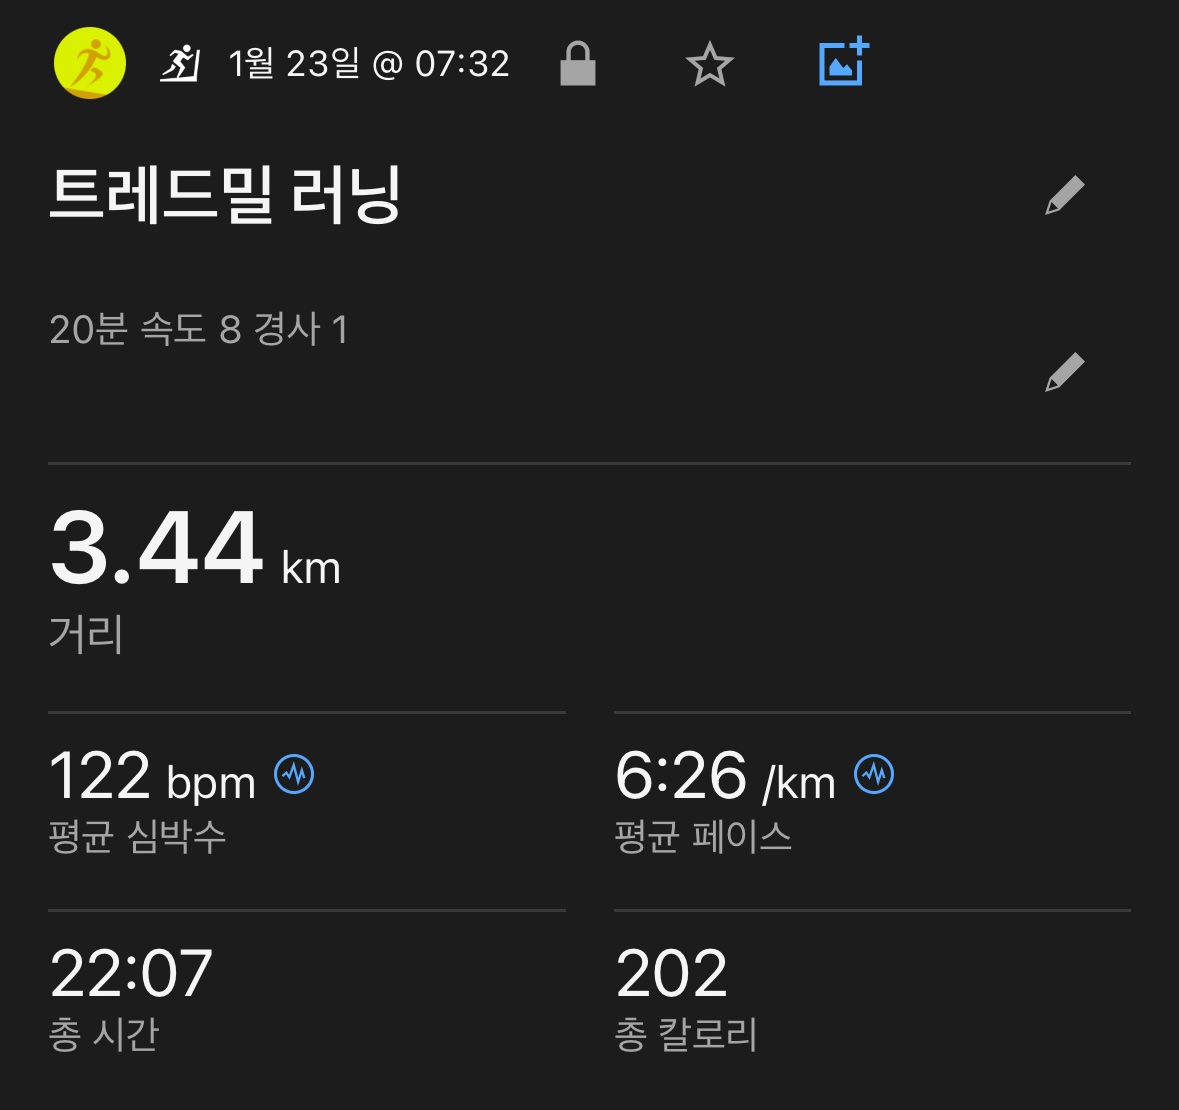 1월 23일 @ 07:32
트레드밀 러닝
20분 속도 8 경사 1
3.44 km
거리
122 bpm
평균 심박수
6:26 /km
평균 페이스
22:07
총 시간
202
총 칼로리